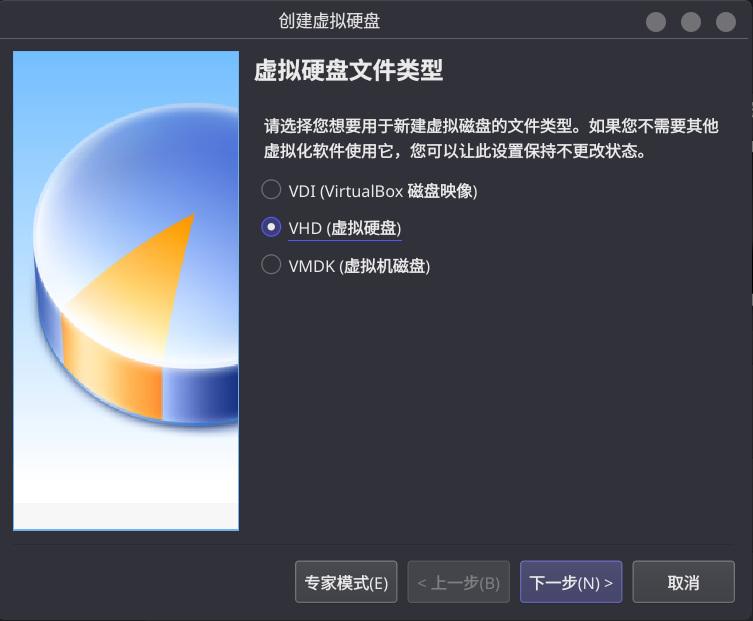 创建虚拟硬盘
虚拟硬盘文件类型
请选择您想要用于新建虚拟磁盘的文件类型。如果您不需要其他
虚拟化软件使用它，您可以让此设置保持不更改状态。
VDI (VirtualBox 磁盘映像)
VHD (虚拟硬盘)
VMDK (虚拟机磁盘)
专家模式(E)
< 上一步(B)
下一步(N) >
取消